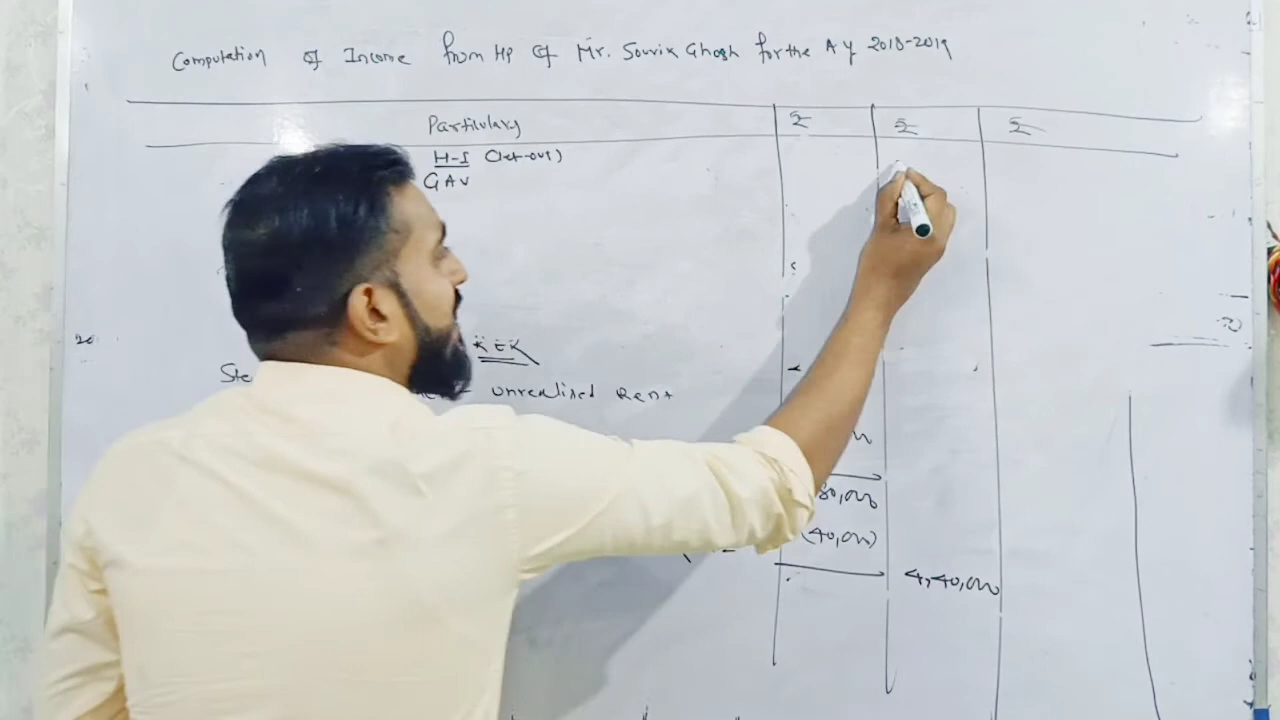 Computation of Income from HP of Mr. Souvik Ghosh for the A Y 2018-2019
Particulars ₹ ₹ ₹
H-I (Let-out)
GAV
unrealised Rent
80,000
(40,000)
4,40,000